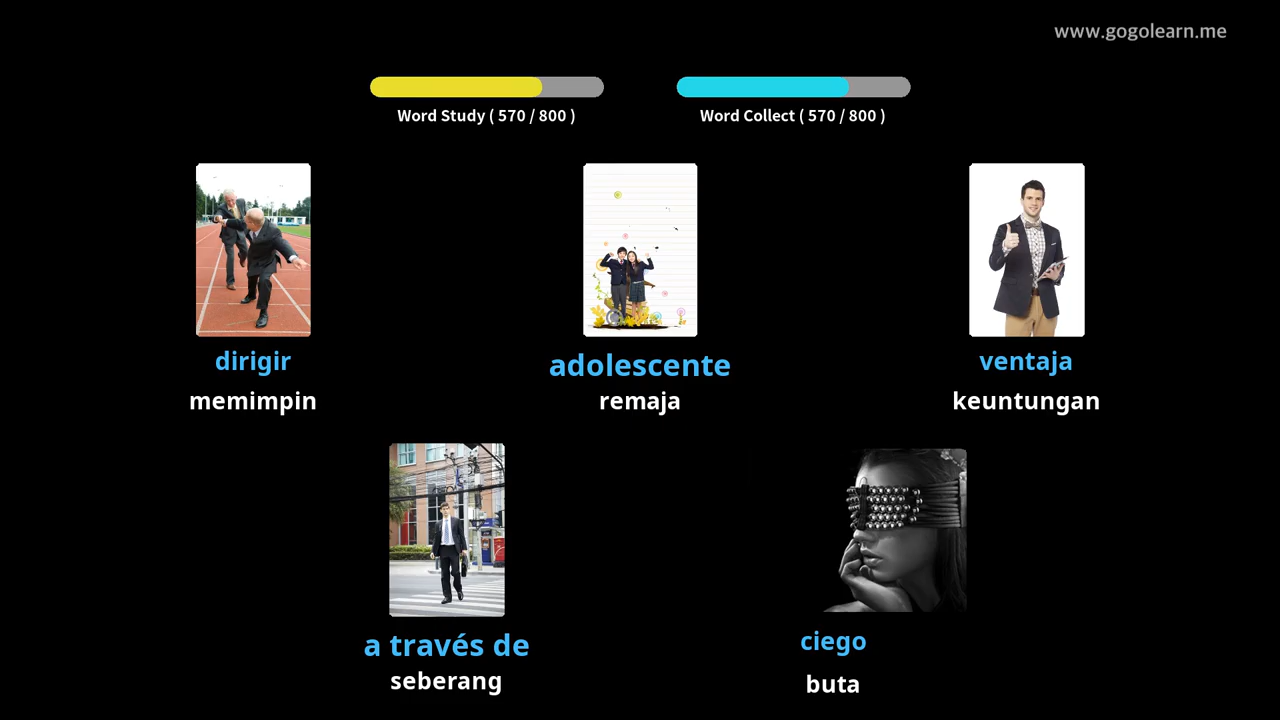 www.gogolearn.me
Word Study ( 570 / 800 )
Word Collect ( 570 / 800 )
dirigir
memimpin
adolescente
remaja
ventaja
keuntungan
a través de
seberang
ciego
buta